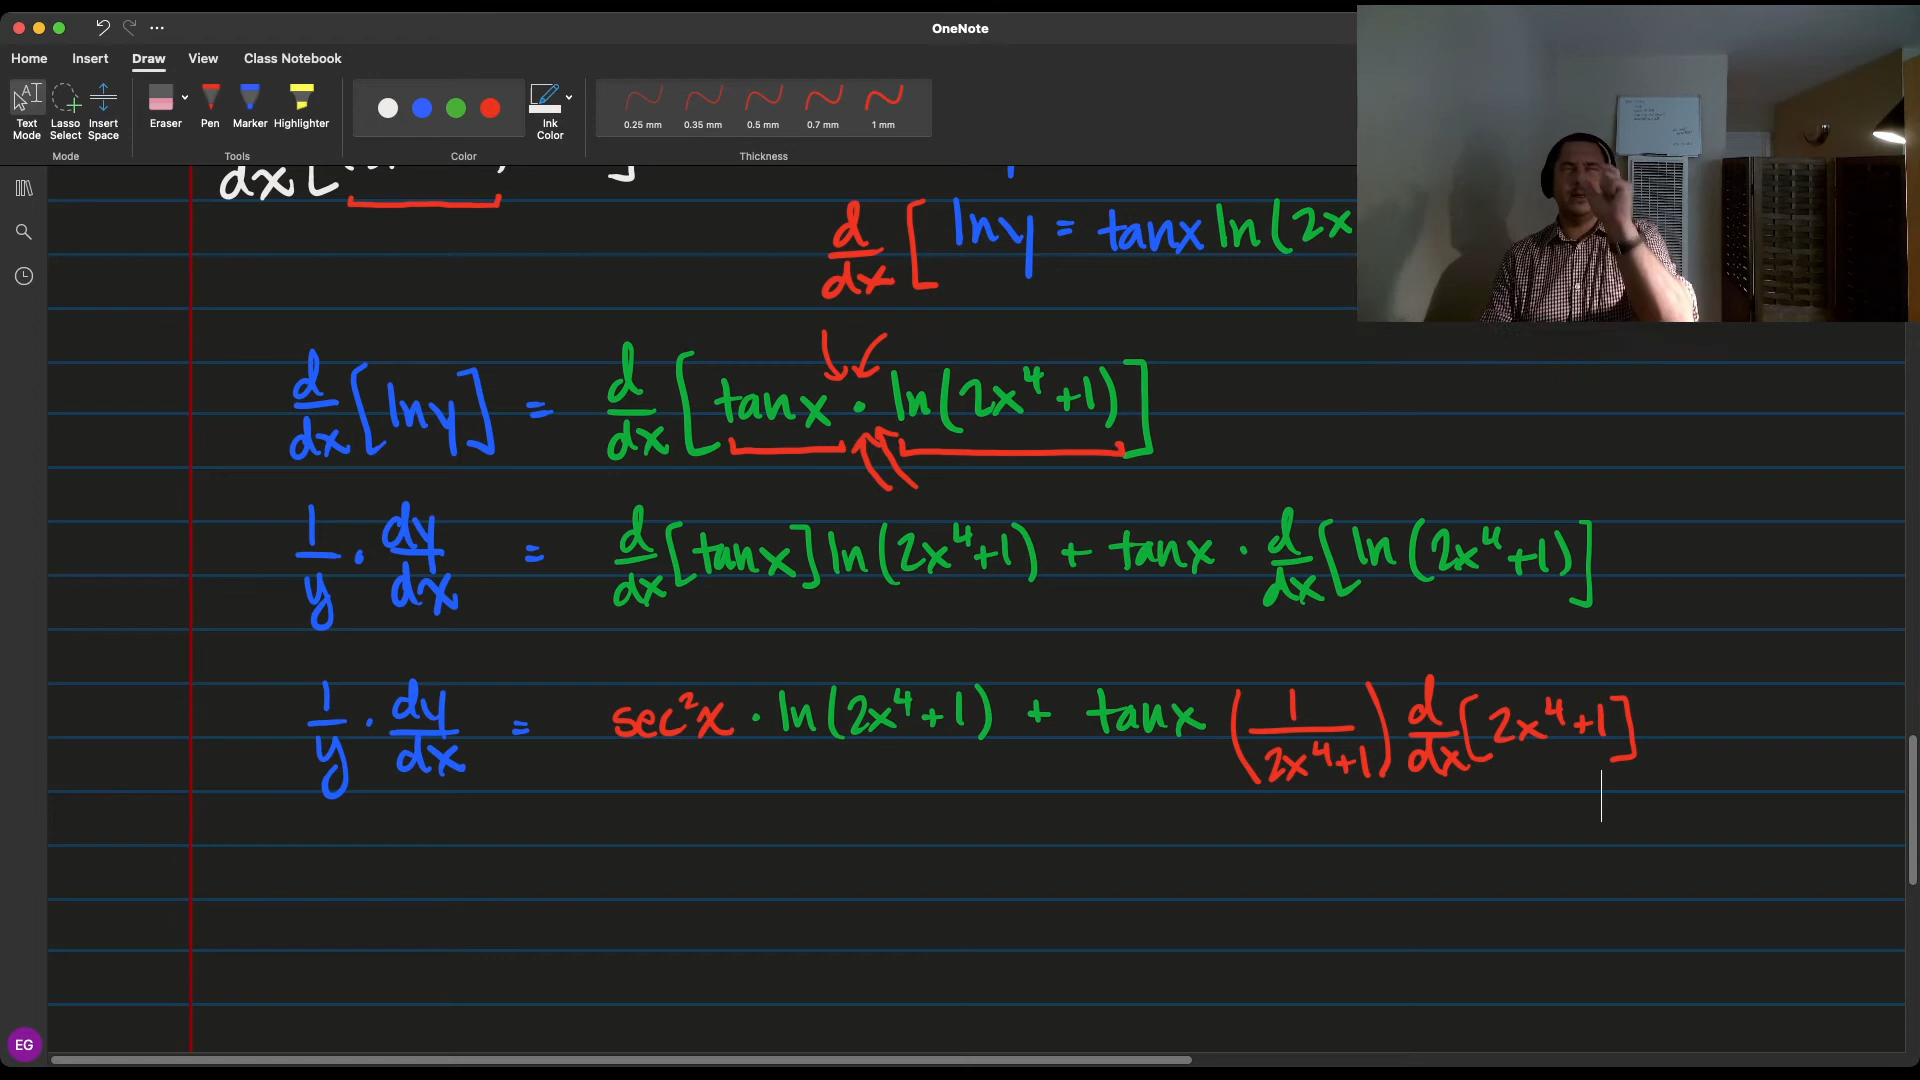 OneNote
Home Insert Draw View Class Notebook
Text Mode
Lasso Select
Insert Space
Eraser
Pen
Marker
Highlighter
Ink Color
0.25 mm
0.35 mm
0.5 mm
0.7 mm
1 mm
Mode Tools Color Thickness
d/dx [
d/dx [ ln y = tanx ln(2x
d/dx [ln y] = d/dx [tanx · ln(2x⁴+1)]
1/y · dy/dx = d/dx [tanx] ln(2x⁴+1) + tanx · d/dx [ln(2x⁴+1)]
1/y · dy/dx = sec²x · ln(2x⁴+1) + tanx (1/(2x⁴+1)) d/dx [2x⁴+1]
EG